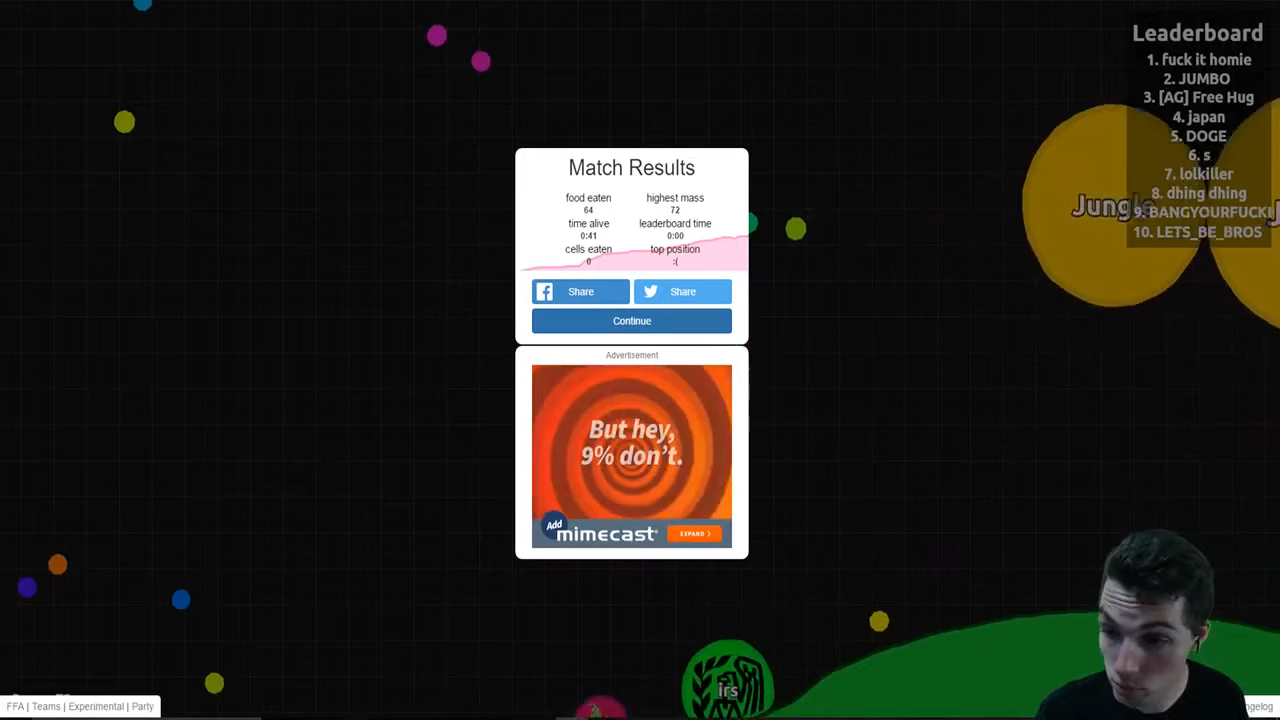 Leaderboard
1. fuck it homie
2. JUMBO
3. [AG] Free Hug
4. japan
5. DOGE
6. s
7. lolkiller
8. dhing dhing
9. BANGYOURFUCKI
10. LETS_BE_BROS
Jungle
Match Results
food eaten
highest mass
64
72
time alive
leaderboard time
0:41
0:00
cells eaten
top position
0
:(
Share
Share
Continue
Advertisement
But hey,
9% don't.
Add
mimecast
EXPAND >
irs
FFA | Teams | Experimental | Party
ngelog